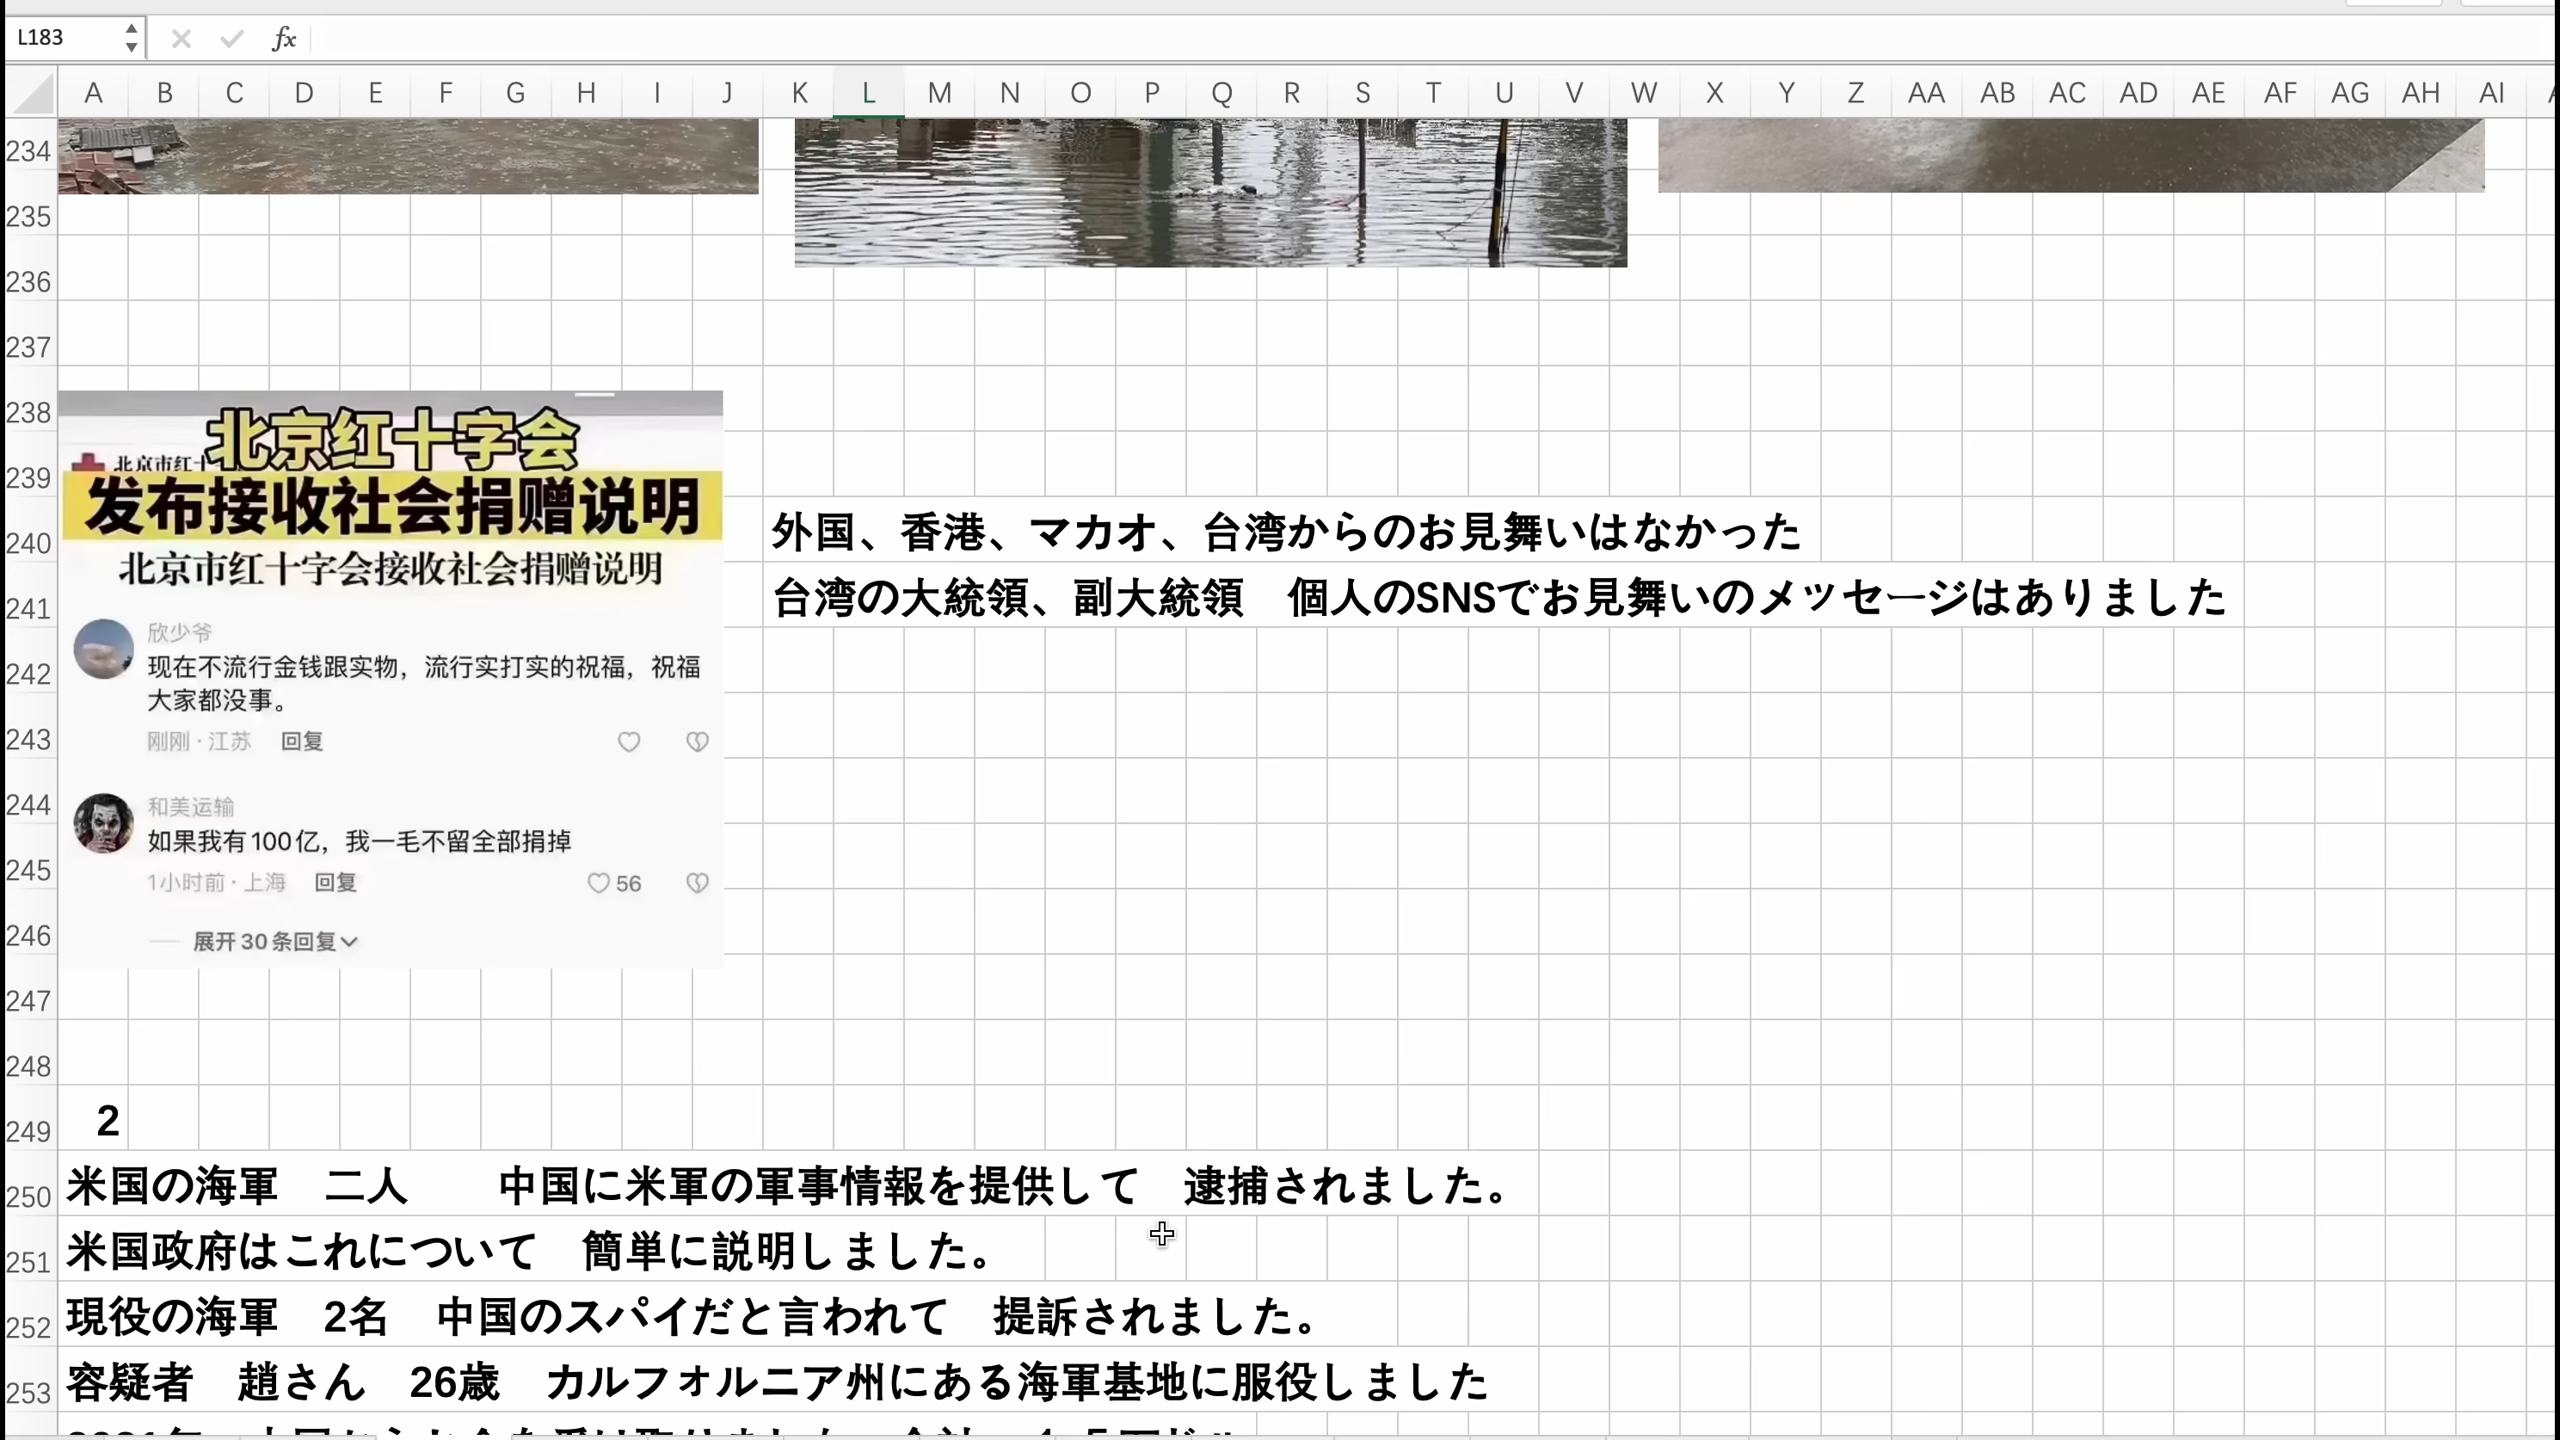 L183
fx
A B C D E F G H I J K L M N O P Q R S T U V W X Y Z AA AB AC AD AE AF AG AH AI
234
235
236
237
238
北京红十字会
239
北京市红十
发布接收社会捐赠说明
240
外国、香港、マカオ、台湾からのお見舞いはなかった
北京市红十字会接收社会捐赠说明
241
台湾の大統領、副大統領　個人のSNSでお見舞いのメッセージはありました
欣少爷
242
现在不流行金钱跟实物，流行实打实的祝福，祝福
大家都没事。
243
刚刚·江苏 回复
244
和美运输
如果我有100亿，我一毛不留全部捐掉
245
1小时前·上海 回复 56
246
展开30条回复
247
248
249
2
250
米国の海軍　二人　　中国に米軍の軍事情報を提供して　逮捕されました。
251
米国政府はこれについて　簡単に説明しました。
252
現役の海軍　2名　中国のスパイだと言われて　提訴されました。
253
容疑者　趙さん　26歳　カルフォルニア州にある海軍基地に服役しました